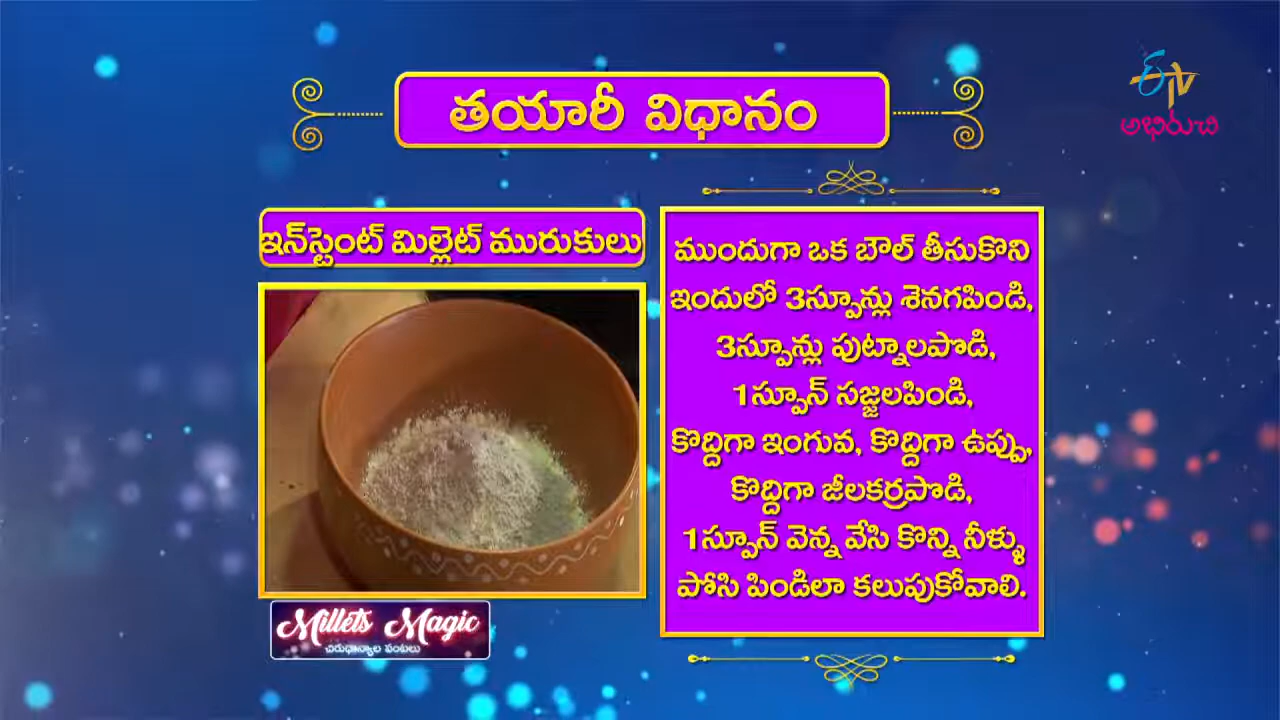 తయారీ విధానం
ETV
అభిరుచి
ఇన్‌స్టెంట్ మిల్లెట్ మురుకులు
ముందుగా ఒక బౌల్ తీసుకొని
ఇందులో 3స్పూన్లు శెనగపిండి,
3స్పూన్లు పుట్నాలపొడి,
1స్పూన్ సజ్జలపిండి,
కొద్దిగా ఇంగువ, కొద్దిగా ఉప్పు,
కొద్దిగా జీలకర్రపొడి,
1స్పూన్ వెన్న వేసి కొన్ని నీళ్ళు
పోసి పిండిలా కలుపుకోవాలి.
Millets Magic
చిరుధాన్యాల వంటలు